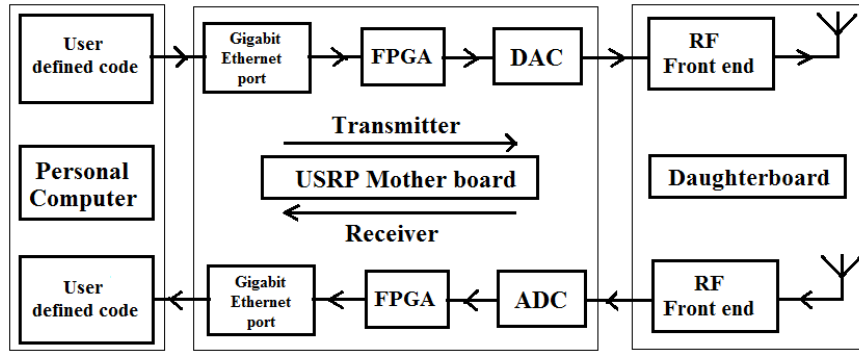 User
defined code
Gigabit
Ethernet
port
FPGA
DAC
RF
Front end
Transmitter
Personal
Computer
USRP Mother board
Daughterboard
Receiver
User
defined code
Gigabit
Ethernet
port
FPGA
ADC
RF
Front end